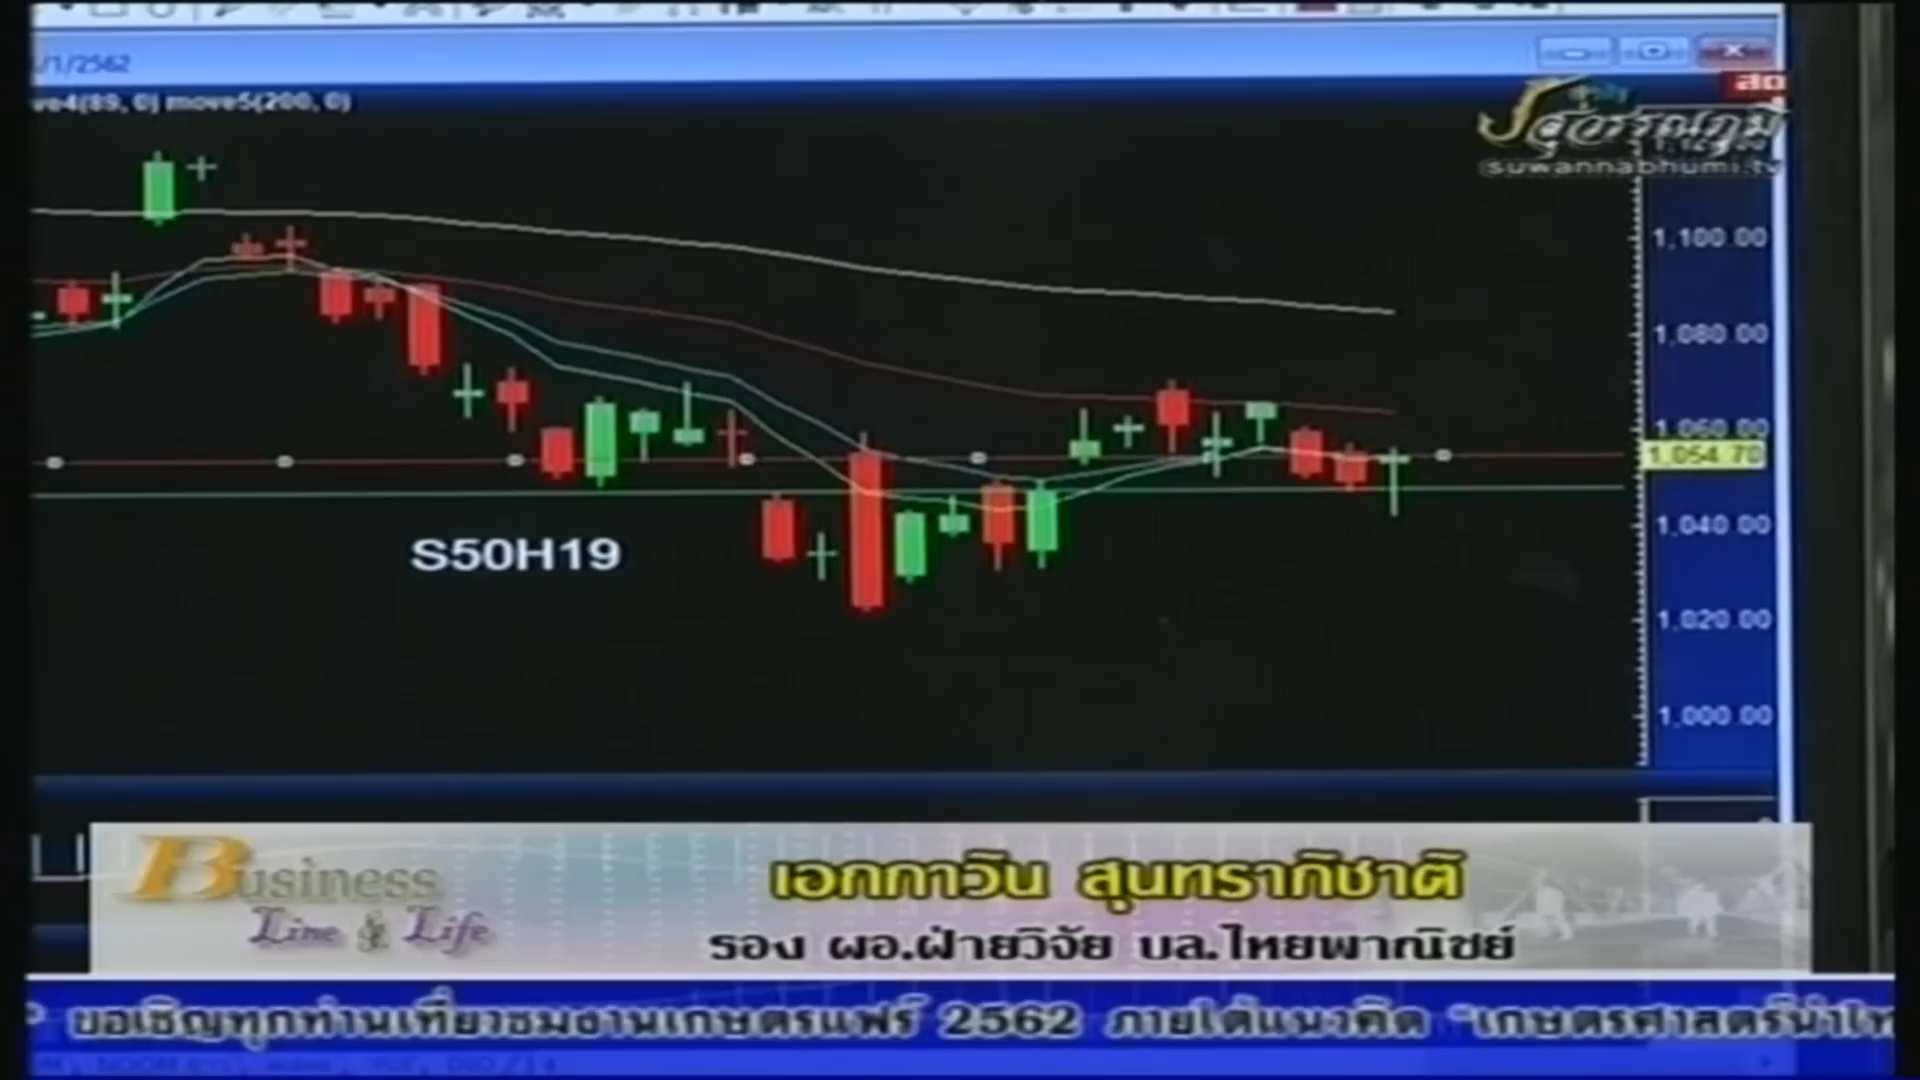 /1/2562
ve4(89, 0) move5(200, 0)
สด
สุวรรณภูมิ
@suwannabhumi.tv
1,100.00
1,080.00
1,060.00
1,054.70
1,040.00
S50H19
1,020.00
1,000.00
Business
Line & Life
เอกภาวิน สุนทราภิชาติ
รอง ผอ.ฝ่ายวิจัย บล.ไทยพาณิชย์
ขอเชิญทุกท่านเที่ยวชมงานเกษตรแฟร์ 2562 ภายใต้แนวคิด "เกษตรศาสตร์นำไท